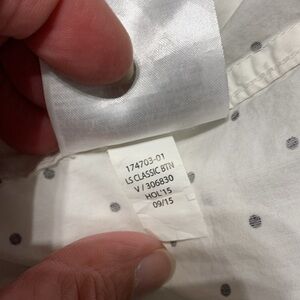 174703-01
LS CLASSIC BTN
V / 306830
HOL'15
09/15